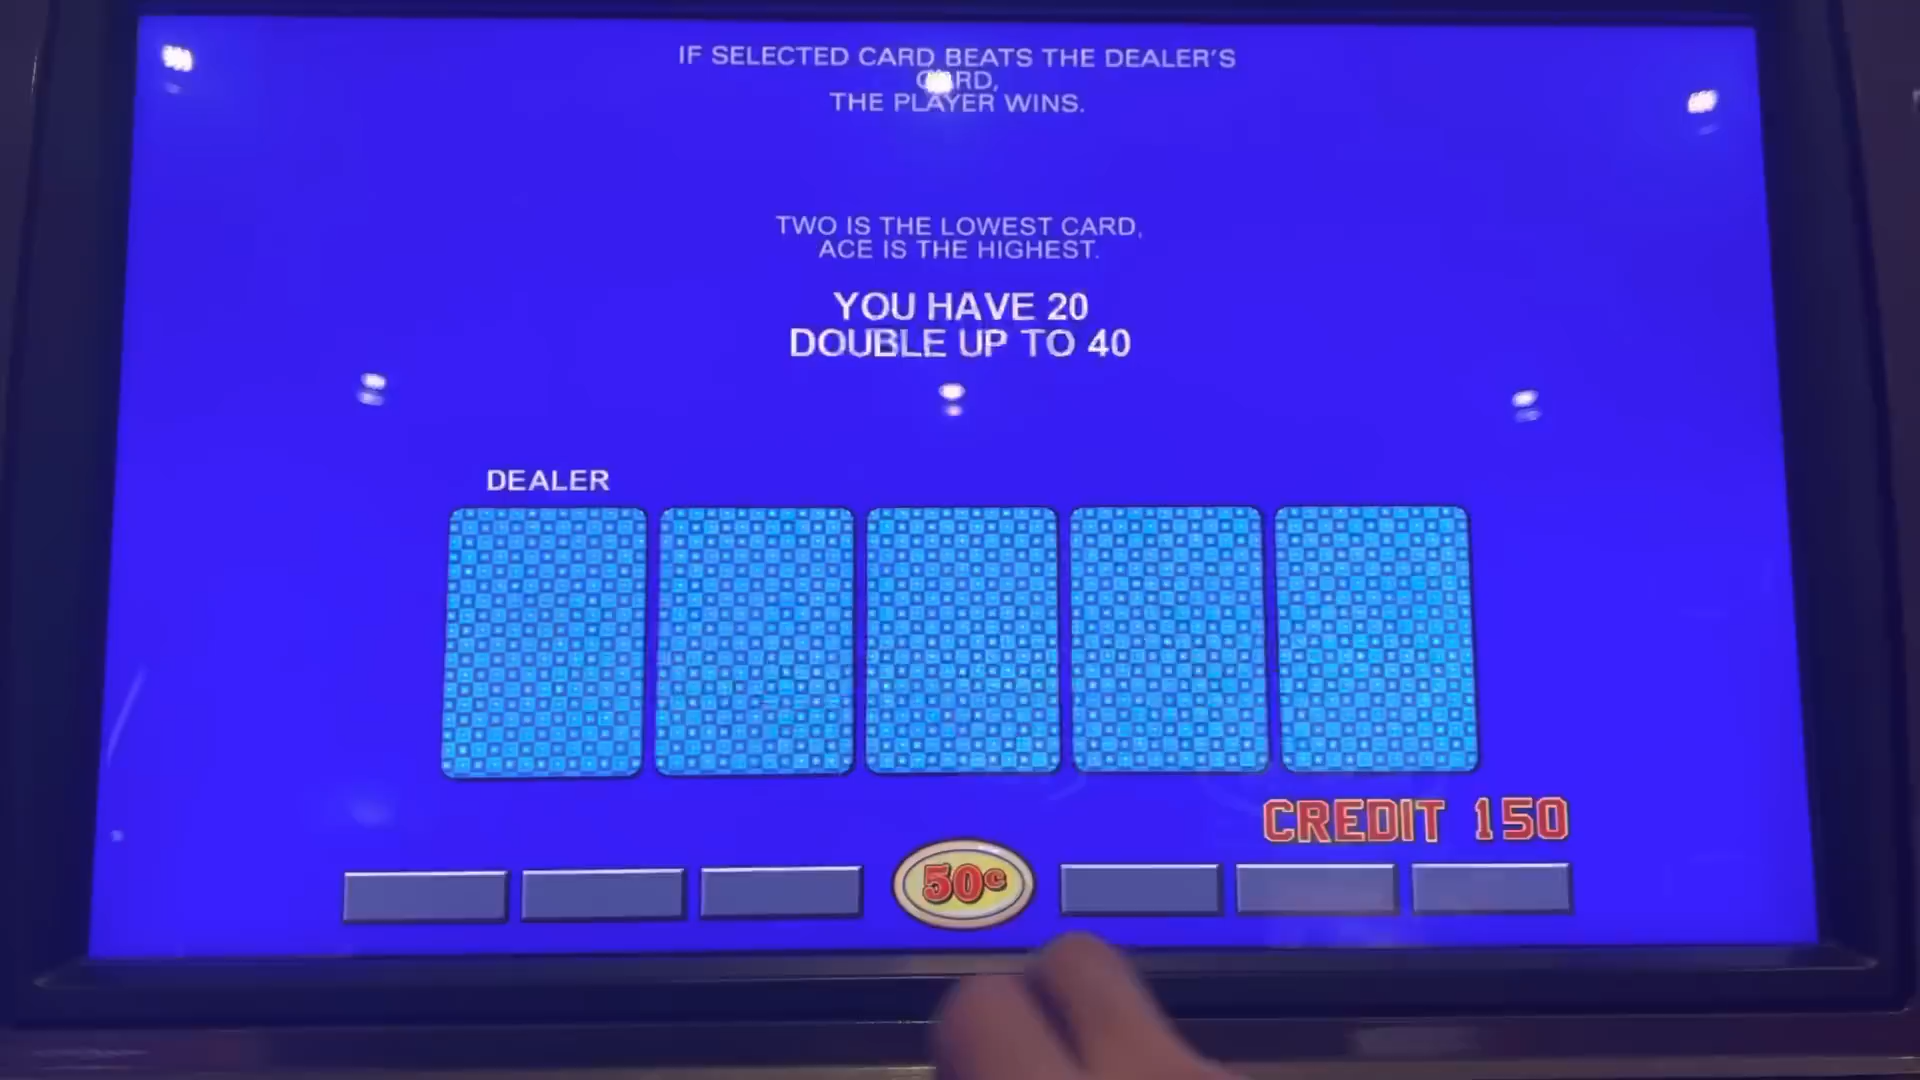 IF SELECTED CARD BEATS THE DEALER'S
CARD,
THE PLAYER WINS.
TWO IS THE LOWEST CARD,
ACE IS THE HIGHEST.
YOU HAVE 20
DOUBLE UP TO 40
DEALER
CREDIT 150
50¢